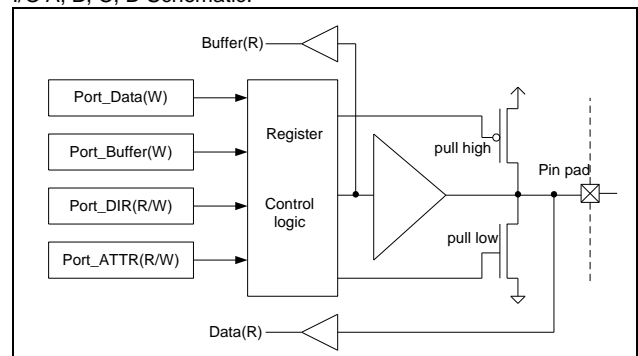 I/O A, B, C, D Schematic:
Buffer(R)
Port_Data(W)
Register
pull high
Port_Buffer(W)
Pin pad
Port_DIR(R/W)
Control
logic
pull low
Port_ATTR(R/W)
Data(R)